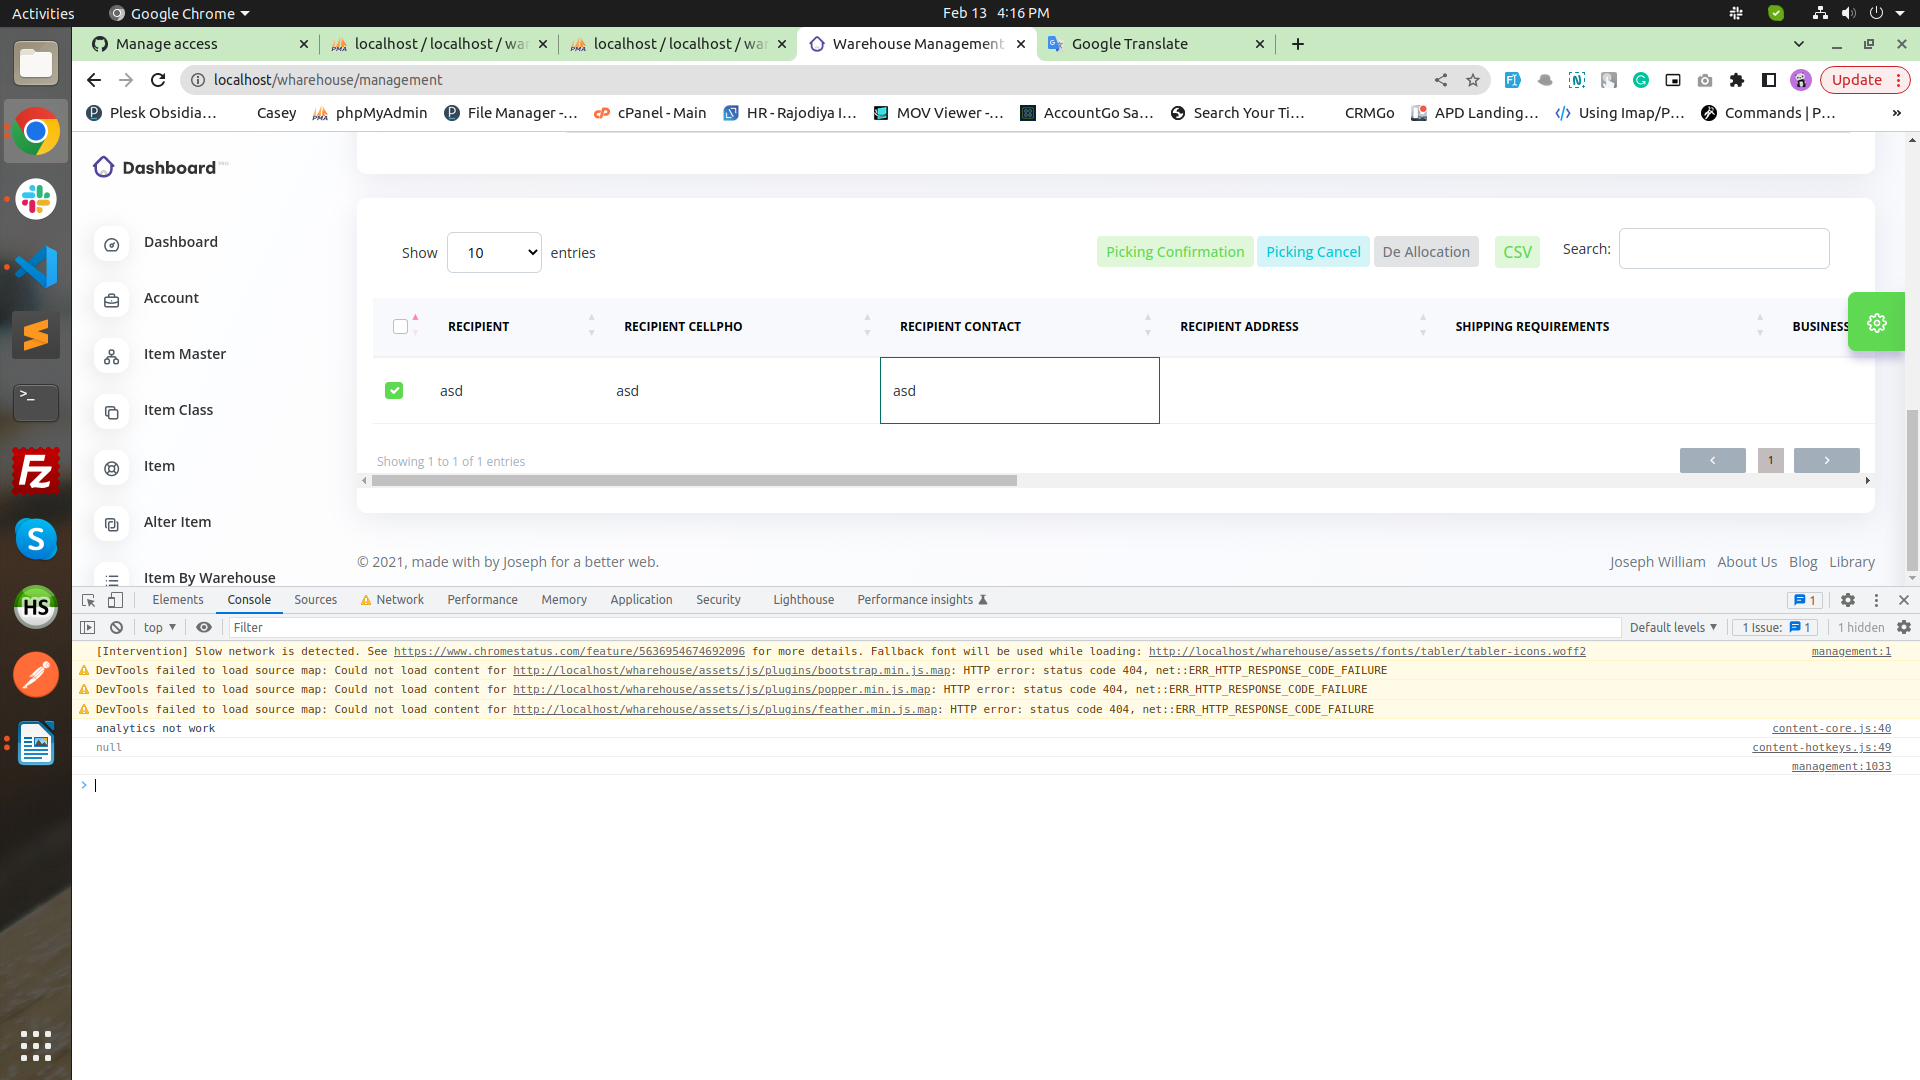 Activities Google Chrome Feb 13 4:16 PM
Manage access localhost / localhost / war localhost / localhost / war Warehouse Management Google Translate
localhost/wharehouse/management Update
Plesk Obsidia... Casey phpMyAdmin File Manager -... cPanel - Main HR - Rajodiya I... MOV Viewer -... AccountGo Sa... Search Your Ti... CRMGo APD Landing... Using Imap/P... Commands | P... »
Dashboard
Show 10 entries Picking Confirmation Picking Cancel De Allocation CSV Search:
RECIPIENT RECIPIENT CELLPHO RECIPIENT CONTACT RECIPIENT ADDRESS SHIPPING REQUIREMENTS BUSINESS
asd asd asd
Showing 1 to 1 of 1 entries 1
Dashboard
Account
Item Master
Item Class
Item
Alter Item
Item By Warehouse
© 2021, made with by Joseph for a better web. Joseph William About Us Blog Library
Elements Console Sources Network Performance Memory Application Security Lighthouse Performance insights 1
top Filter Default levels 1 Issue: 1 1 hidden
[Intervention] Slow network is detected. See https://www.chromestatus.com/feature/5636954674692096 for more details. Fallback font will be used while loading: http://localhost/wharehouse/assets/fonts/tabler/tabler-icons.woff2 management:1
DevTools failed to load source map: Could not load content for http://localhost/wharehouse/assets/js/plugins/bootstrap.min.js.map: HTTP error: status code 404, net::ERR_HTTP_RESPONSE_CODE_FAILURE
DevTools failed to load source map: Could not load content for http://localhost/wharehouse/assets/js/plugins/popper.min.js.map: HTTP error: status code 404, net::ERR_HTTP_RESPONSE_CODE_FAILURE
DevTools failed to load source map: Could not load content for http://localhost/wharehouse/assets/js/plugins/feather.min.js.map: HTTP error: status code 404, net::ERR_HTTP_RESPONSE_CODE_FAILURE
analytics not work content-core.js:40
null content-hotkeys.js:49
management:1033